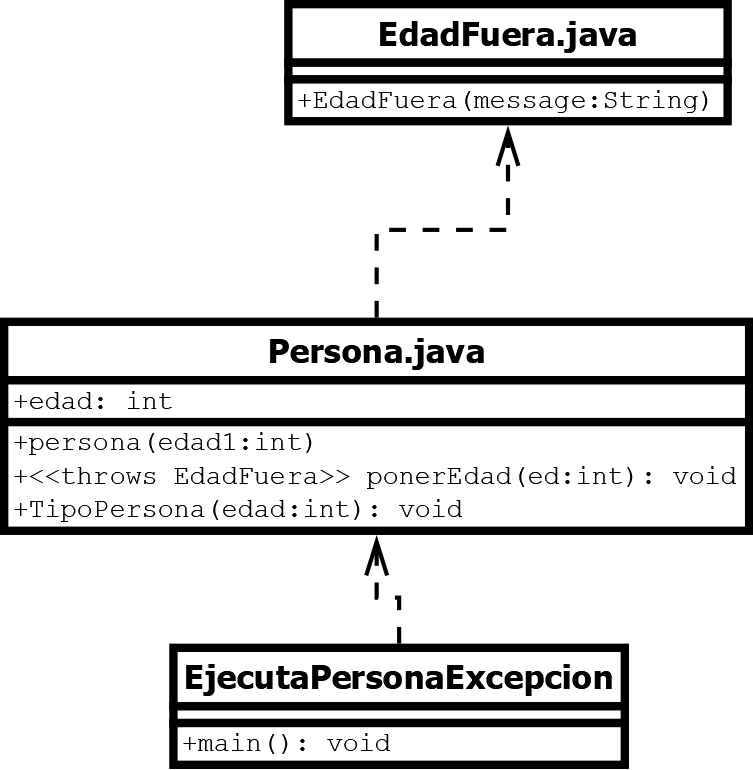 EdadFuera.java
+EdadFuera(message:String)
Persona.java
+edad: int
+persona(edad1:int)
+<<throws EdadFuera>> ponerEdad(ed:int): void
+TipoPersona(edad:int): void
EjecutaPersonaExcepcion
+main(): void